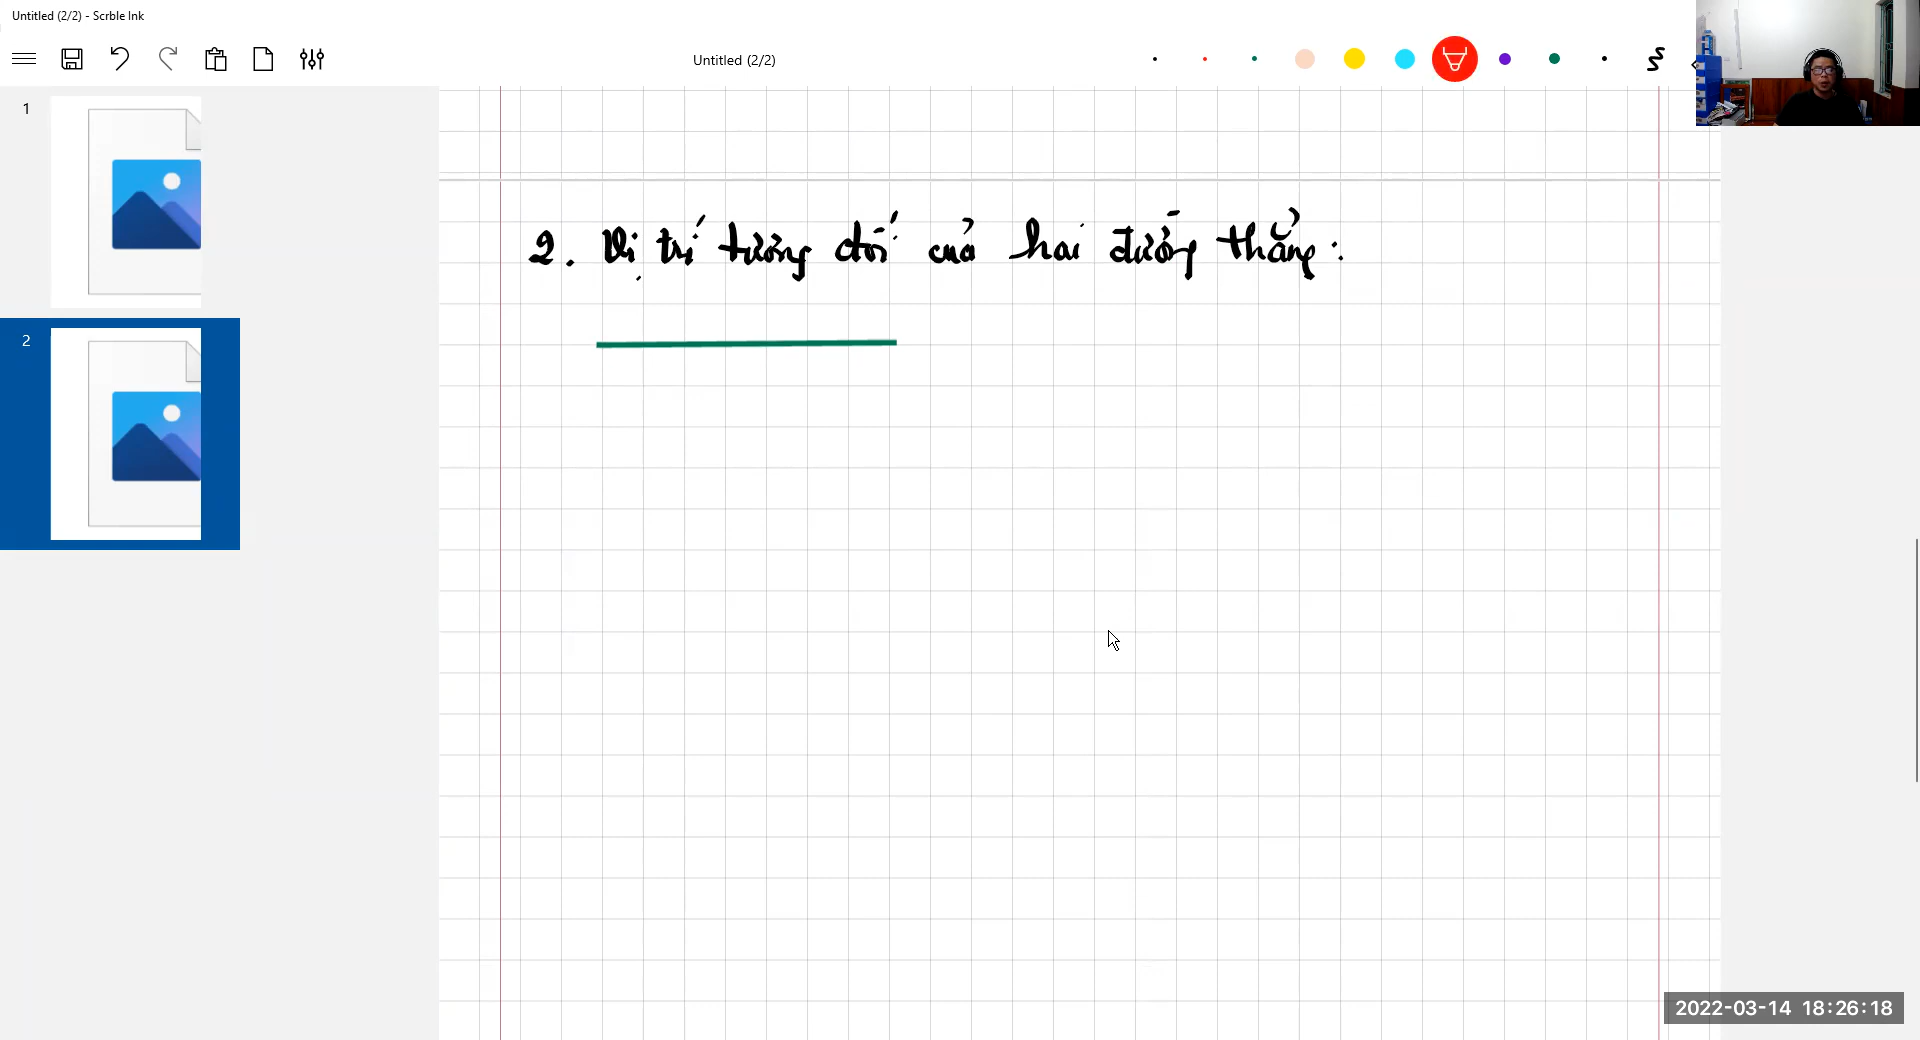 Untitled (2/2) - Scrble Ink
Untitled (2/2)
1
2
2. Vị trí tương đối của hai đường thẳng:
2022-03-14 18:26:18